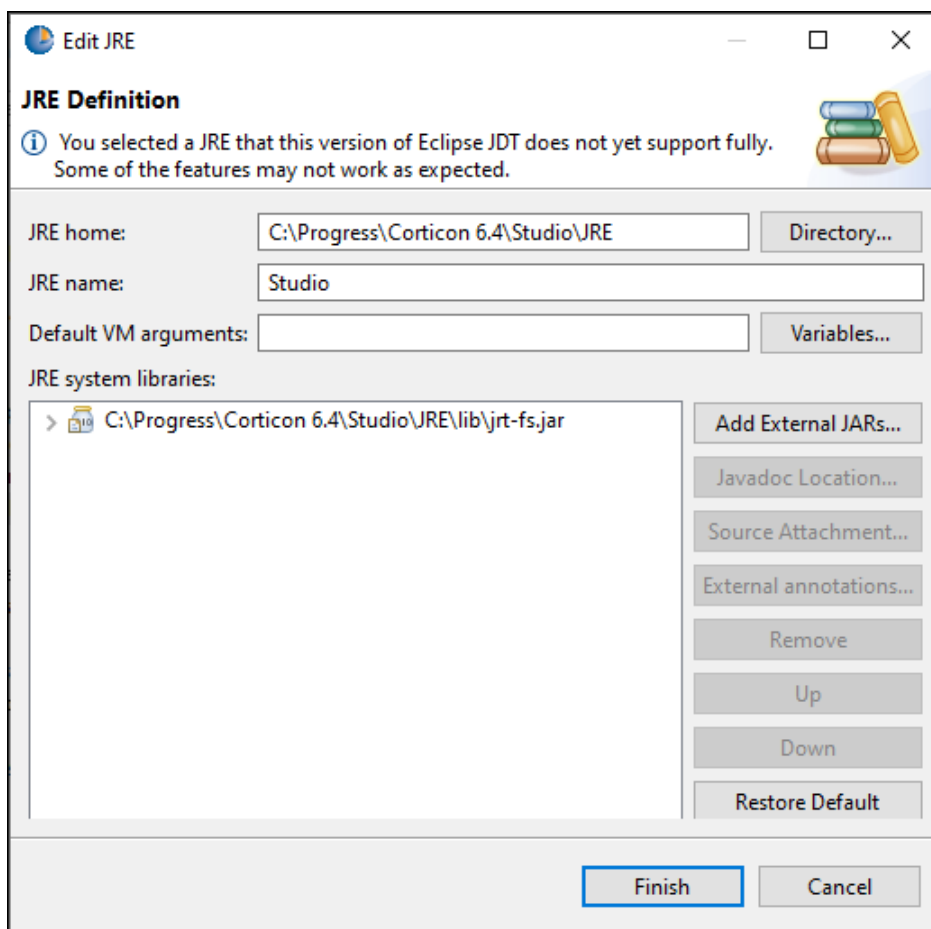 Edit JRE
JRE Definition
You selected a JRE that this version of Eclipse JDT does not yet support fully.
Some of the features may not work as expected.
JRE home:
C:\Progress\Corticon 6.4\Studio\JRE
Directory...
JRE name:
Studio
Default VM arguments:
Variables...
JRE system libraries:
C:\Progress\Corticon 6.4\Studio\JRE\lib\jrt-fs.jar
Add External JARs...
Javadoc Location...
Source Attachment...
External annotations...
Remove
Up
Down
Restore Default
Finish
Cancel